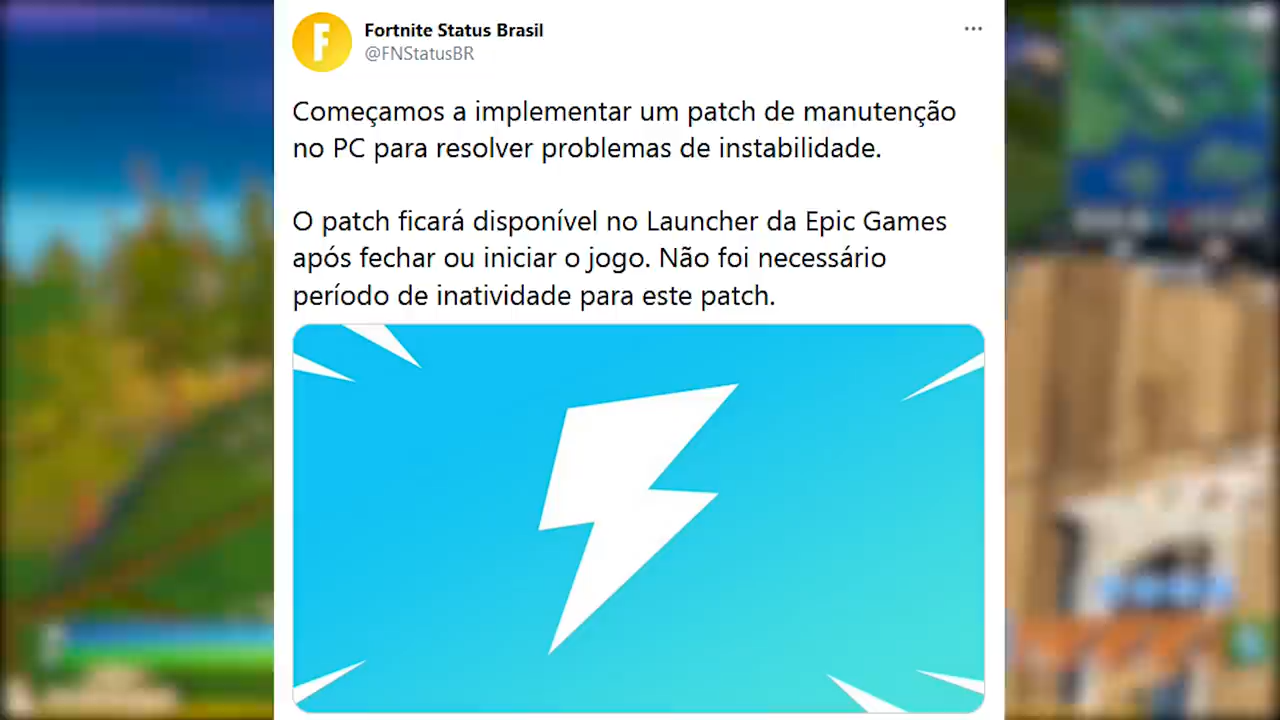 Fortnite Status Brasil
@FNStatusBR
Começamos a implementar um patch de manutenção
no PC para resolver problemas de instabilidade.
O patch ficará disponível no Launcher da Epic Games
após fechar ou iniciar o jogo. Não foi necessário
período de inatividade para este patch.